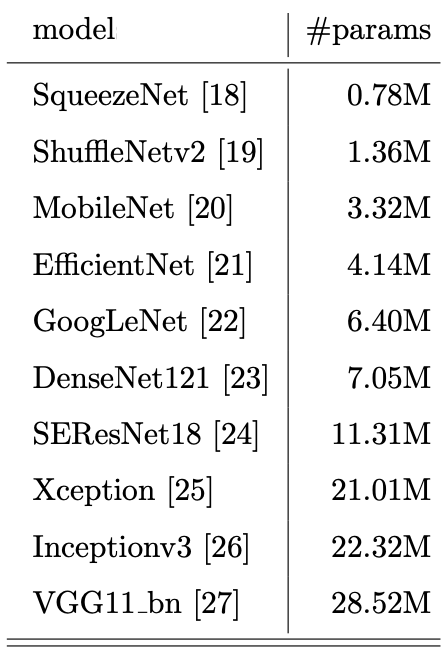 model #params
SqueezeNet [18] 0.78M
ShuffleNetv2 [19] 1.36M
MobileNet [20] 3.32M
EfficientNet [21] 4.14M
GoogLeNet [22] 6.40M
DenseNet121 [23] 7.05M
SEResNet18 [24] 11.31M
Xception [25] 21.01M
Inceptionv3 [26] 22.32M
VGG11_bn [27] 28.52M